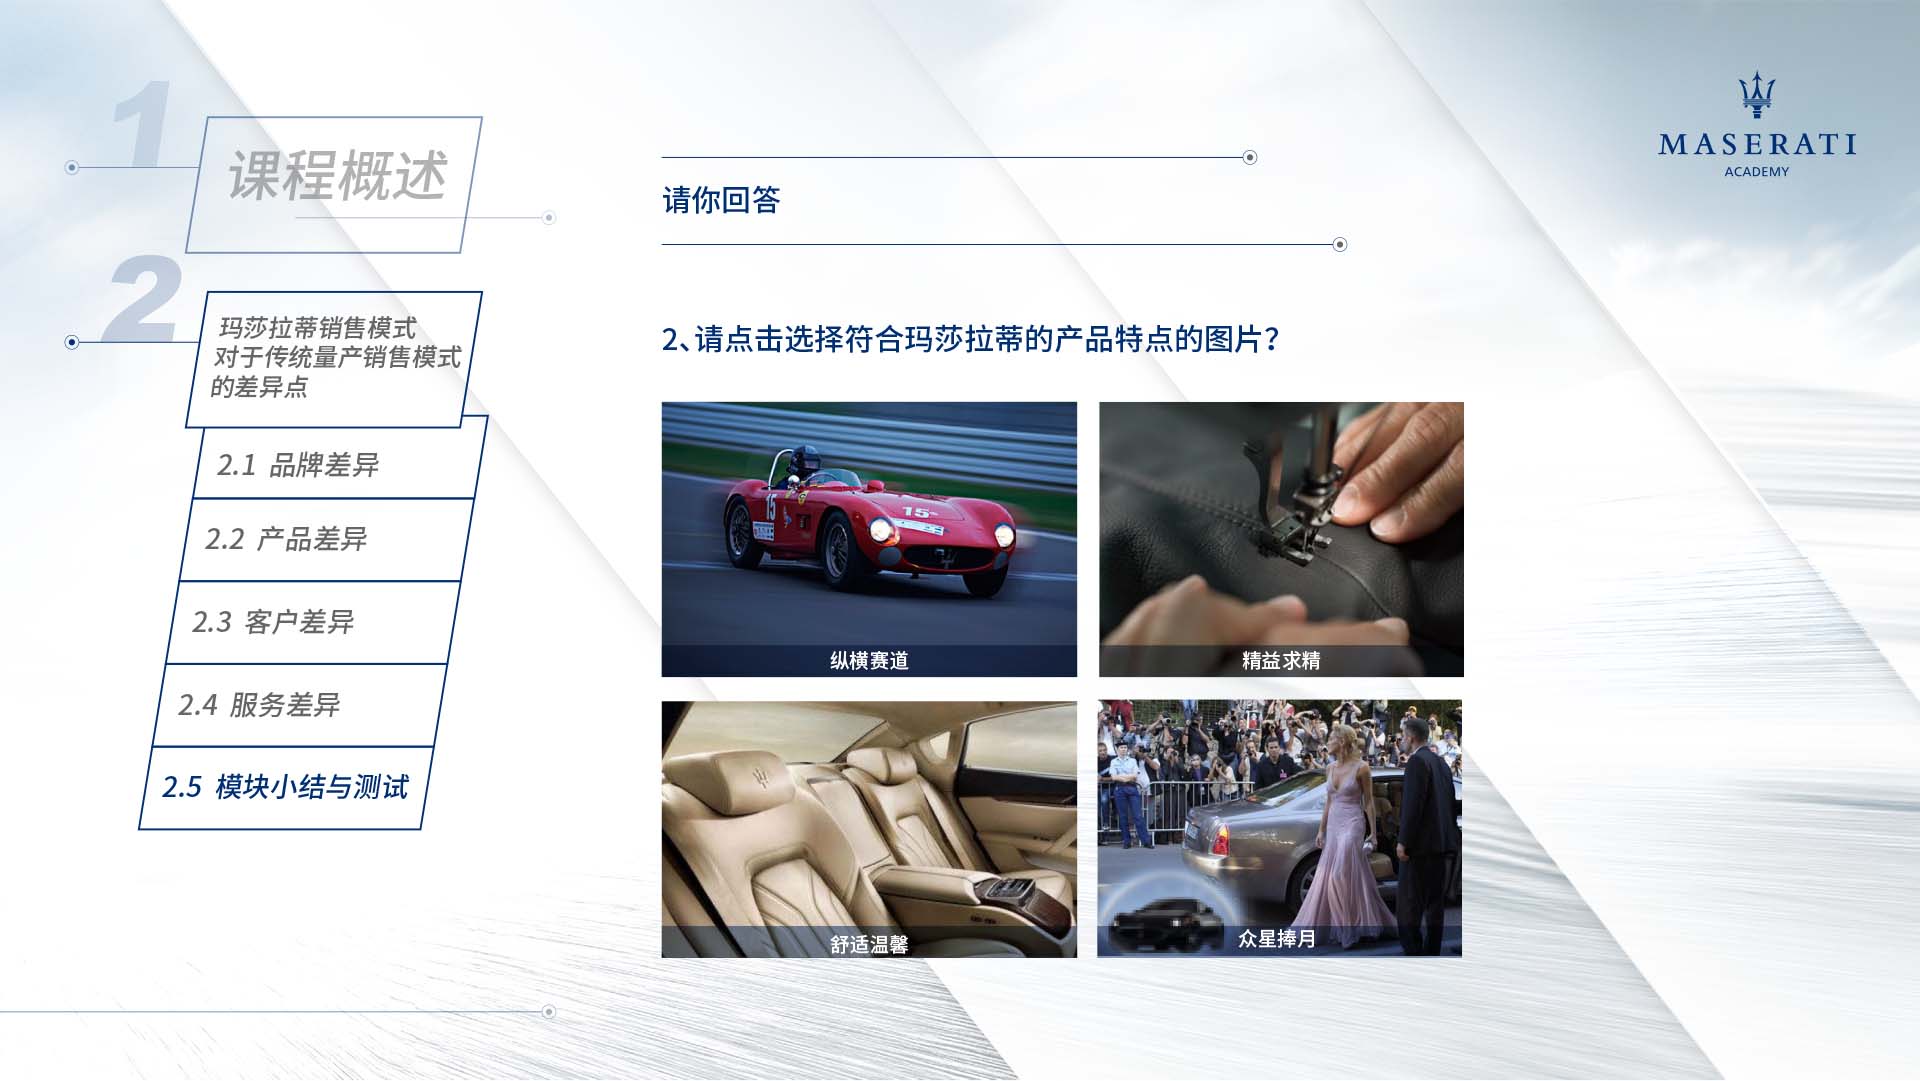 1
课程概述
2
玛莎拉蒂销售模式
对于传统量产销售模式
的差异点
2.1 品牌差异
2.2 产品差异
2.3 客户差异
2.4 服务差异
2.5 模块小结与测试
请你回答
2、请点击选择符合玛莎拉蒂的产品特点的图片？
15
15
纵横赛道
精益求精
舒适温馨
众星捧月
MASERATI
ACADEMY